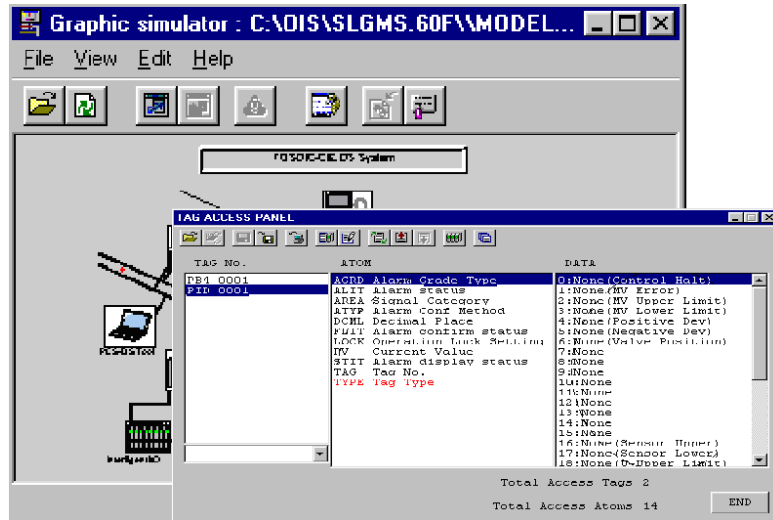 Graphic simulator : C:\OIS\SLGMS.60F\\MODEL...
File View Edit Help
System
TAG ACCESS PANEL
TAG No. ATOM DATA
DB1 0001
PID 0001
AGRD Alarm Grade Type
ALIT Alarm status
AREA Signal Category
ATYP Alarm Conf Method
DCML Decimal Place
Alarm confirm status
LOCK Operation Lock Setting
Current Value
STIT Alarm display status
TAG Tag No.
TYPE Tag Type
0:None(Control Halt)
1:None(MV Error)
2:None(MV Upper Limit)
3:None(MV Lower Limit)
4:None(Positive Dev)
5:None(Negative Dev)
6:None(Valve Position)
7:None
8:None
9:None
10:None
11:None
12:None
13:None
14:None
15:None
16:None(Sensor Upper)
17:None(Sensor Lower)
18:None( Upper Limit)
Total Access Tags 2
Total Access Atoms 14
END